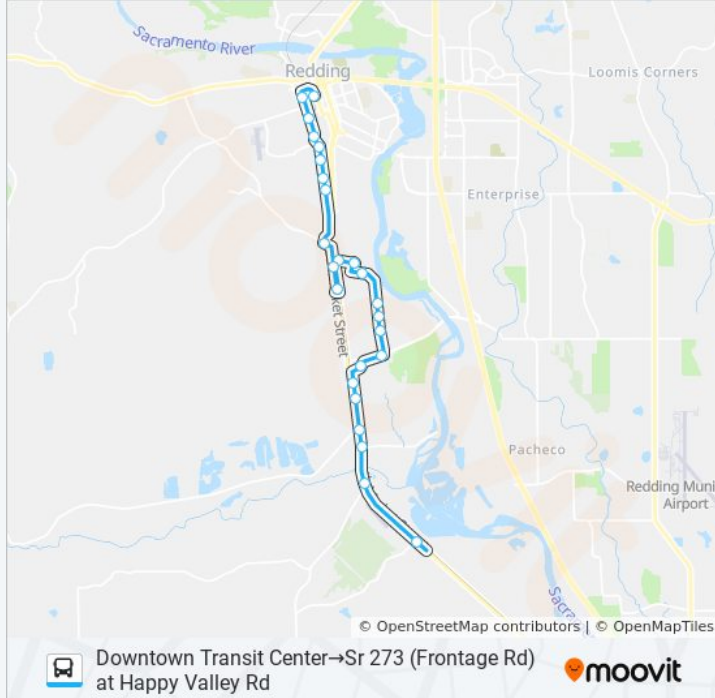 Sacramento River
Redding
Loomis Corners
Enterprise
ket Street
Pacheco
Redding Muni
Airport
Sacra
© OpenStreetMap contributors | © OpenMapTiles
Downtown Transit Center→Sr 273 (Frontage Rd)
at Happy Valley Rd
moovit